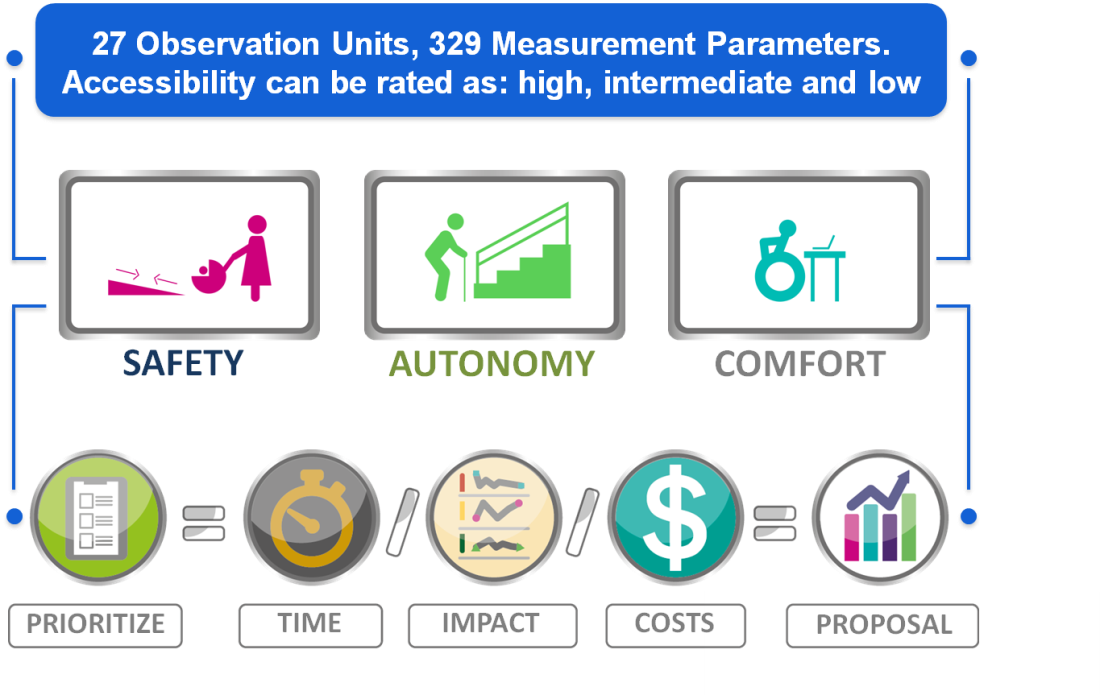 27 Observation Units, 329 Measurement Parameters.
Accessibility can be rated as: high, intermediate and low
SAFETY
AUTONOMY
COMFORT
$
PRIORITIZE
TIME
IMPACT
COSTS
PROPOSAL